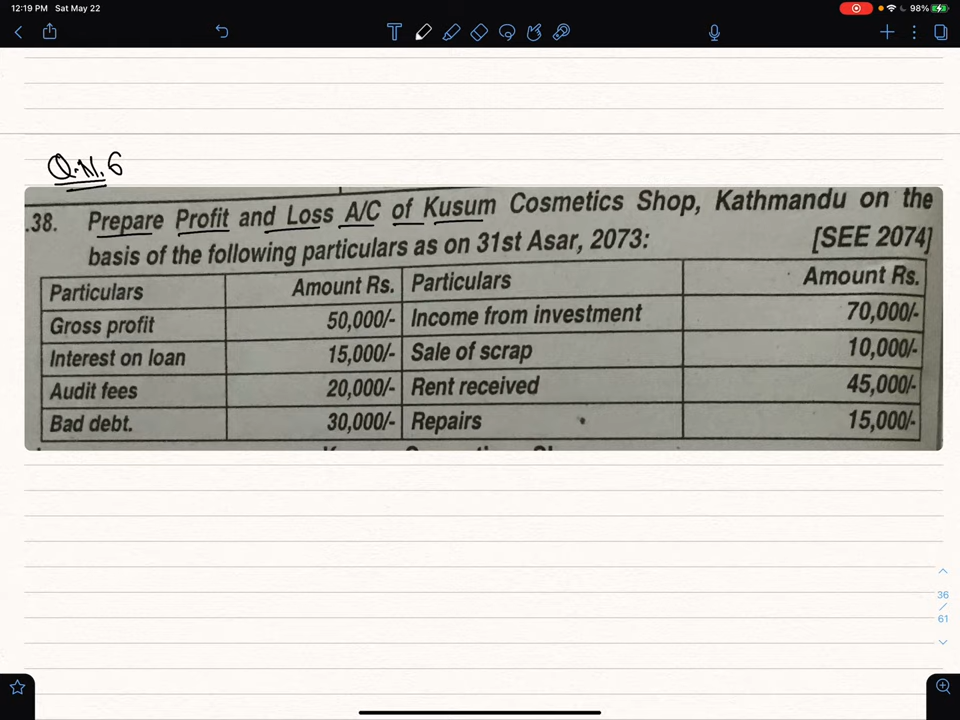 12:19 PM Sat May 22
98%
T
Q.N.6
.38. Prepare Profit and Loss A/C of Kusum Cosmetics Shop, Kathmandu on the
basis of the following particulars as on 31st Asar, 2073: [SEE 2074]
Particulars Amount Rs. Particulars Amount Rs.
Gross profit 50,000/- Income from investment 70,000/-
Interest on loan 15,000/- Sale of scrap 10,000/-
Audit fees 20,000/- Rent received 45,000/-
Bad debt. 30,000/- Repairs 15,000/-
36
/
61